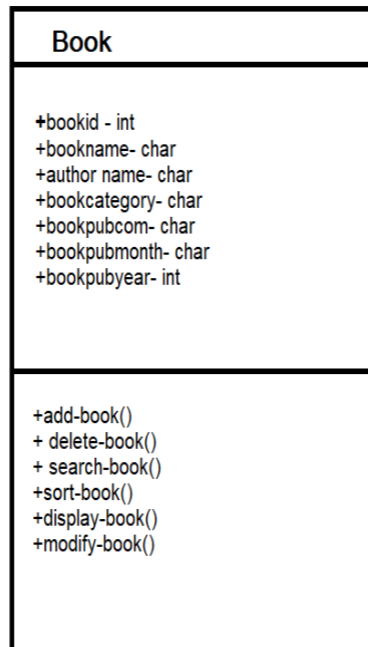 Book
+bookid - int
+bookname- char
+author name- char
+bookcategory- char
+bookpubcom- char
+bookpubmonth- char
+bookpubyear- int
+add-book()
+ delete-book()
+ search-book()
+sort-book()
+display-book()
+modify-book()